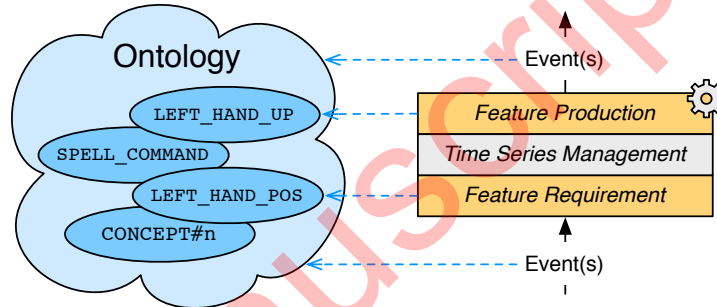 Ontology
Event(s)
LEFT_HAND_UP
Feature Production
SPELL_COMMAND
Time Series Management
LEFT_HAND_POS
Feature Requirement
CONCEPT#n
Event(s)